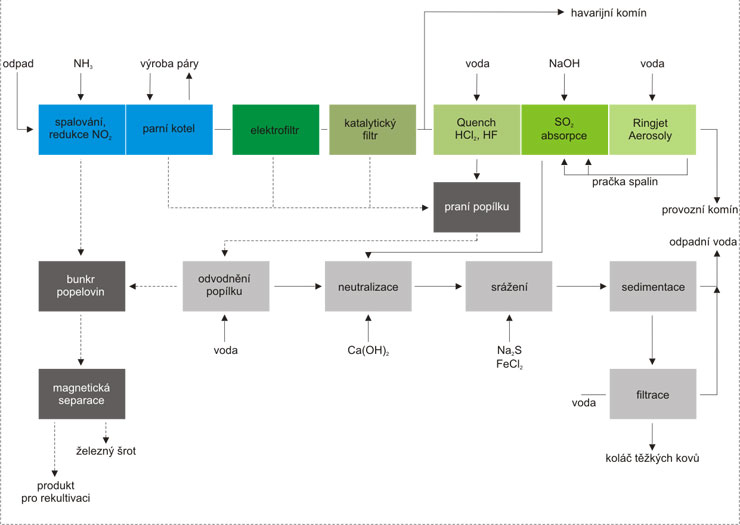 havarijní komín
odpad
NH₃
výroba páry
voda
NaOH
voda
spalování,
redukce NO₂
parní kotel
elektrofiltr
katalytický
filtr
Quench
HCl₂, HF
SO₂
absorpce
Ringjet
Aerosoly
pračka spalin
praní popílku
provozní komín
odpadní voda
bunkr
popelovin
odvodnění
popílku
neutralizace
srážení
sedimentace
voda
Ca(OH)₂
Na₂S
FeCl₂
magnetická
separace
voda
filtrace
železný šrot
koláč těžkých kovů
produkt
pro rekultivaci